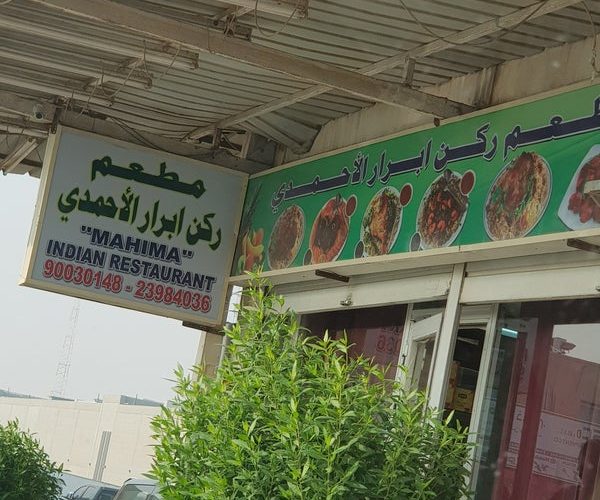 مطعم
ركن ابرار الأحمدي
"MAHIMA"
INDIAN RESTAURANT
90030148 - 23984036
مطعم ركن ابرار الأحمدي